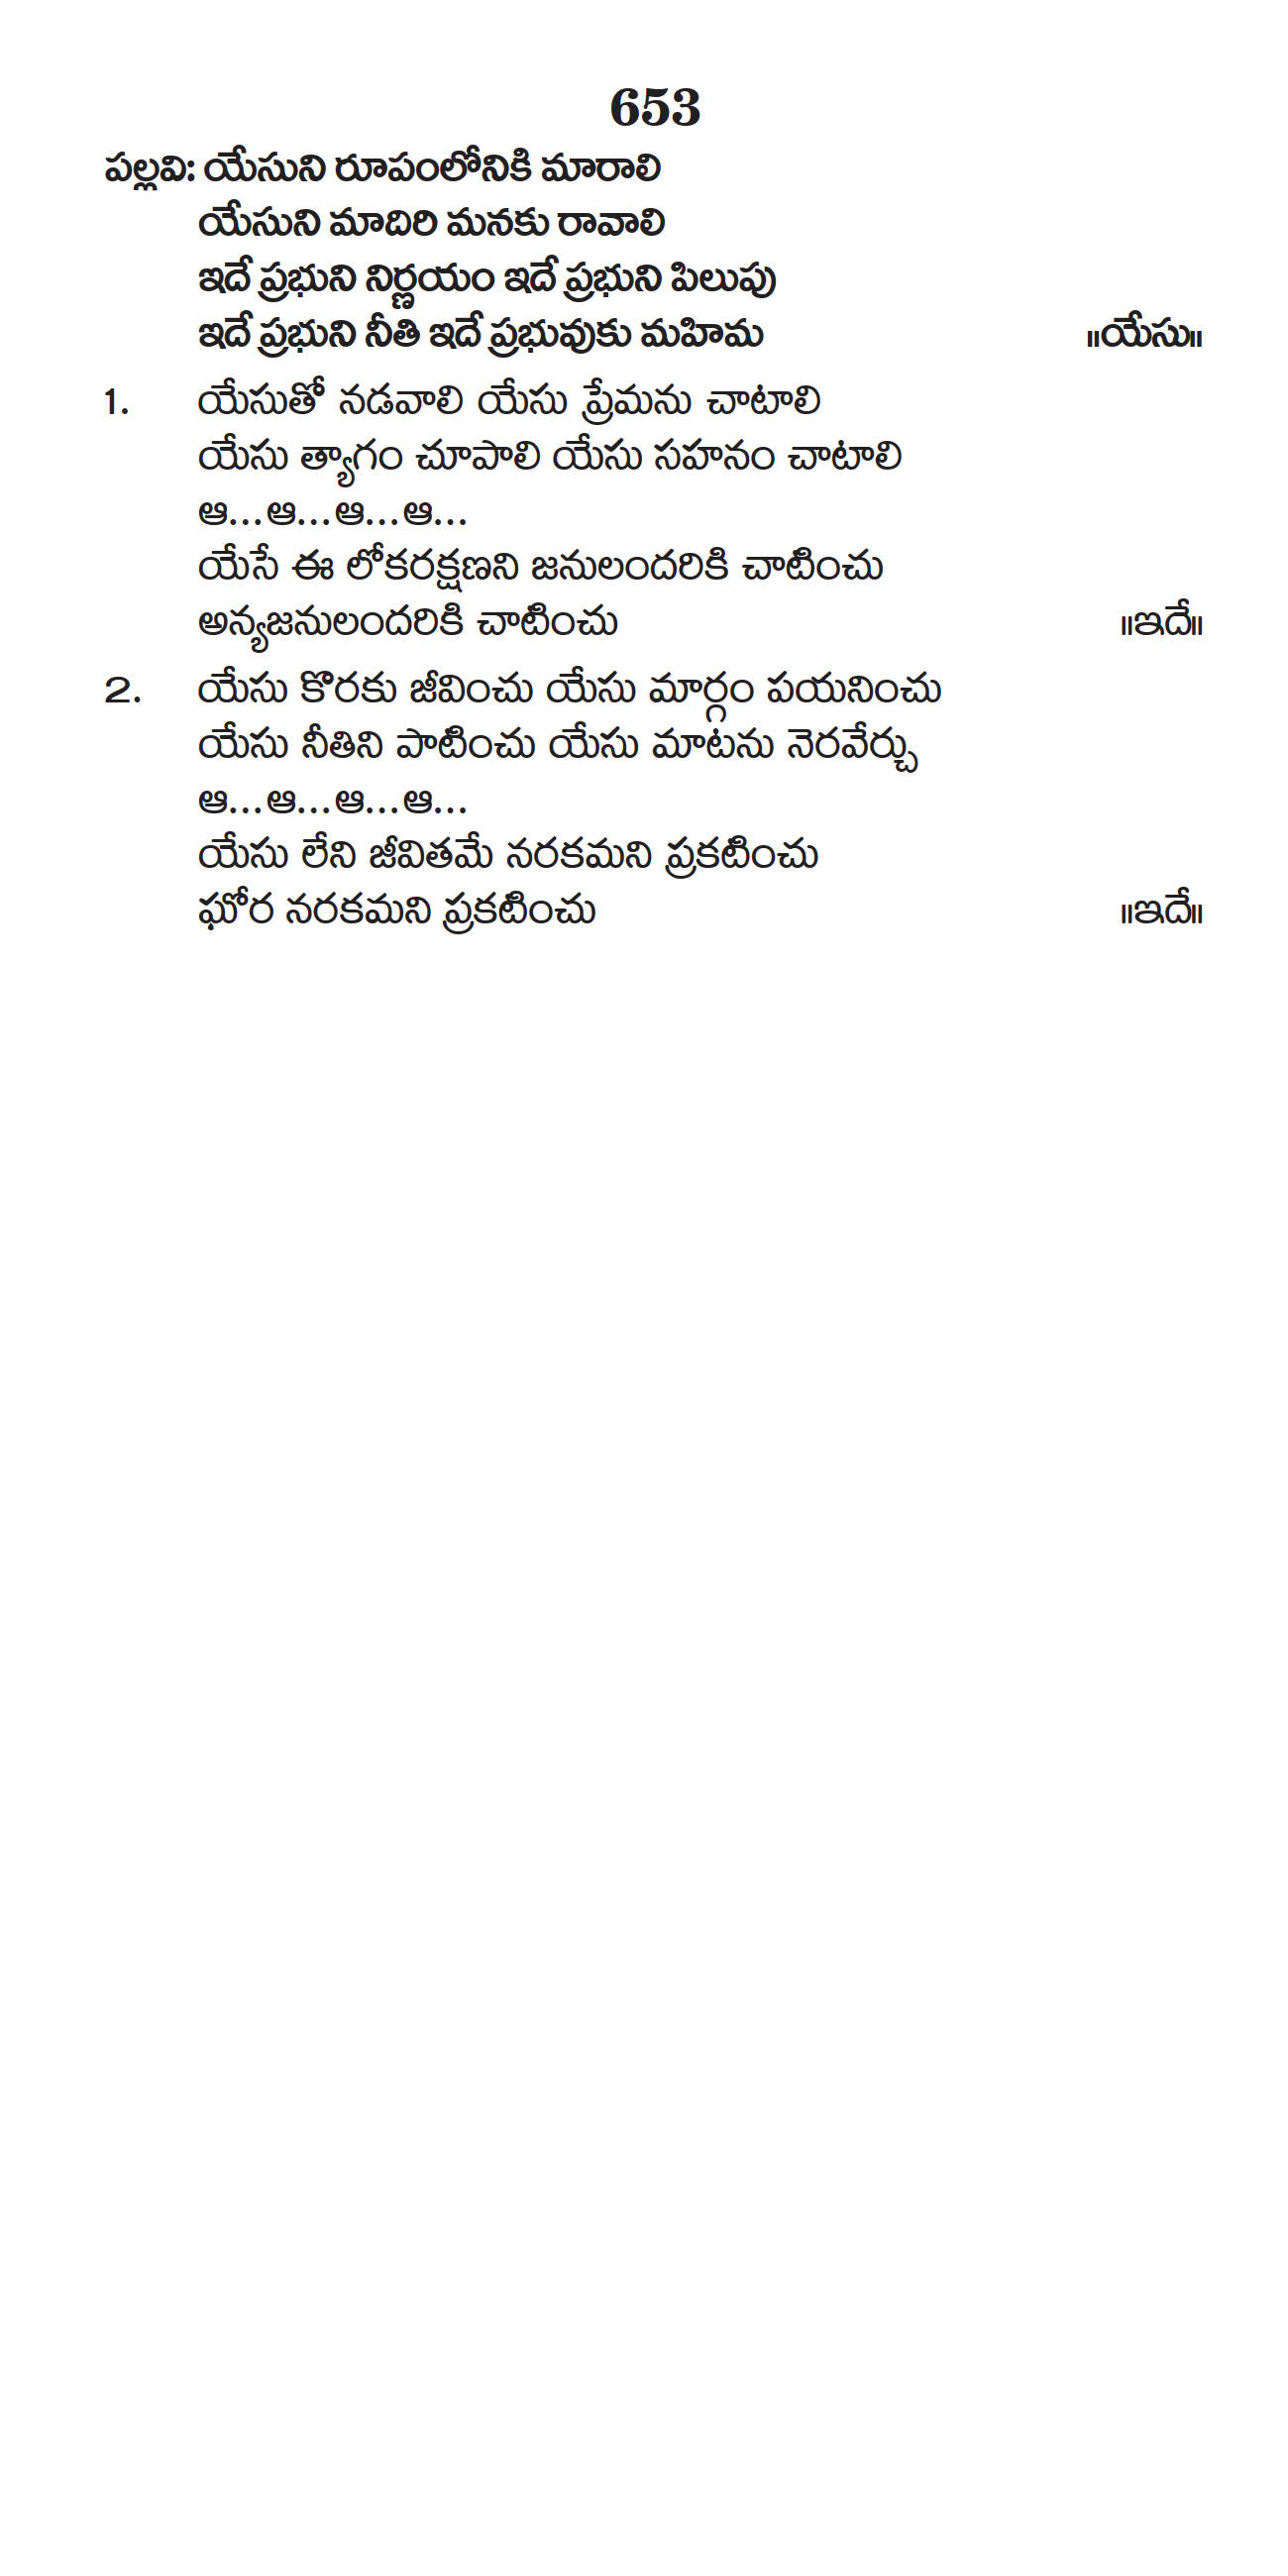 653
పల్లవి: యేసుని రూపంలోనికి మారాలి
యేసుని మాదిరి మనకు రావాలి
ఇదే ప్రభుని నిర్ణయం ఇదే ప్రభుని పిలుపు
ఇదే ప్రభుని నీతి ఇదే ప్రభువుకు మహిమ ॥యేసు॥
1. యేసుతో నడవాలి యేసు ప్రేమను చాటాలి
యేసు త్యాగం చూపాలి యేసు సహనం చాటాలి
ఆ...ఆ...ఆ...ఆ...
యేసే ఈ లోకరక్షణని జనులందరికి చాటించు
అన్యజనులందరికి చాటించు ॥ఇదే॥
2. యేసు కొరకు జీవించు యేసు మార్గం పయనించు
యేసు నీతిని పాటించు యేసు మాటను నెరవేర్చు
ఆ...ఆ...ఆ...ఆ...
యేసు లేని జీవితమే నరకమని ప్రకటించు
ఘోర నరకమని ప్రకటించు ॥ఇదే॥